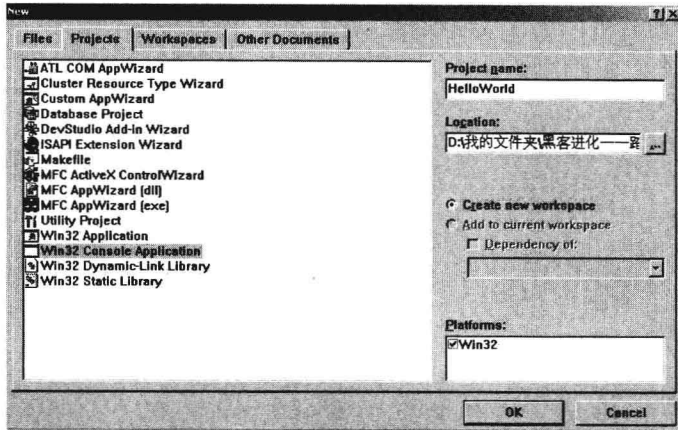 New
Files
Projects
Workspaces
Other Documents
ATL COM AppWizard
Cluster Resource Type Wizard
Custom AppWizard
Database Project
DevStudio Add-in Wizard
ISAPI Extension Wizard
Makefile
MFC ActiveX ControlWizard
MFC AppWizard (dll)
MFC AppWizard (exe)
Utility Project
Win32 Application
Win32 Console Application
Win32 Dynamic-Link Library
Win32 Static Library
Project name:
HelloWorld
Location:
D:\我的文件夹\黑客进化——
...
Create new workspace
Add to current workspace
Dependency of:
Platforms:
Win32
OK
Cancel